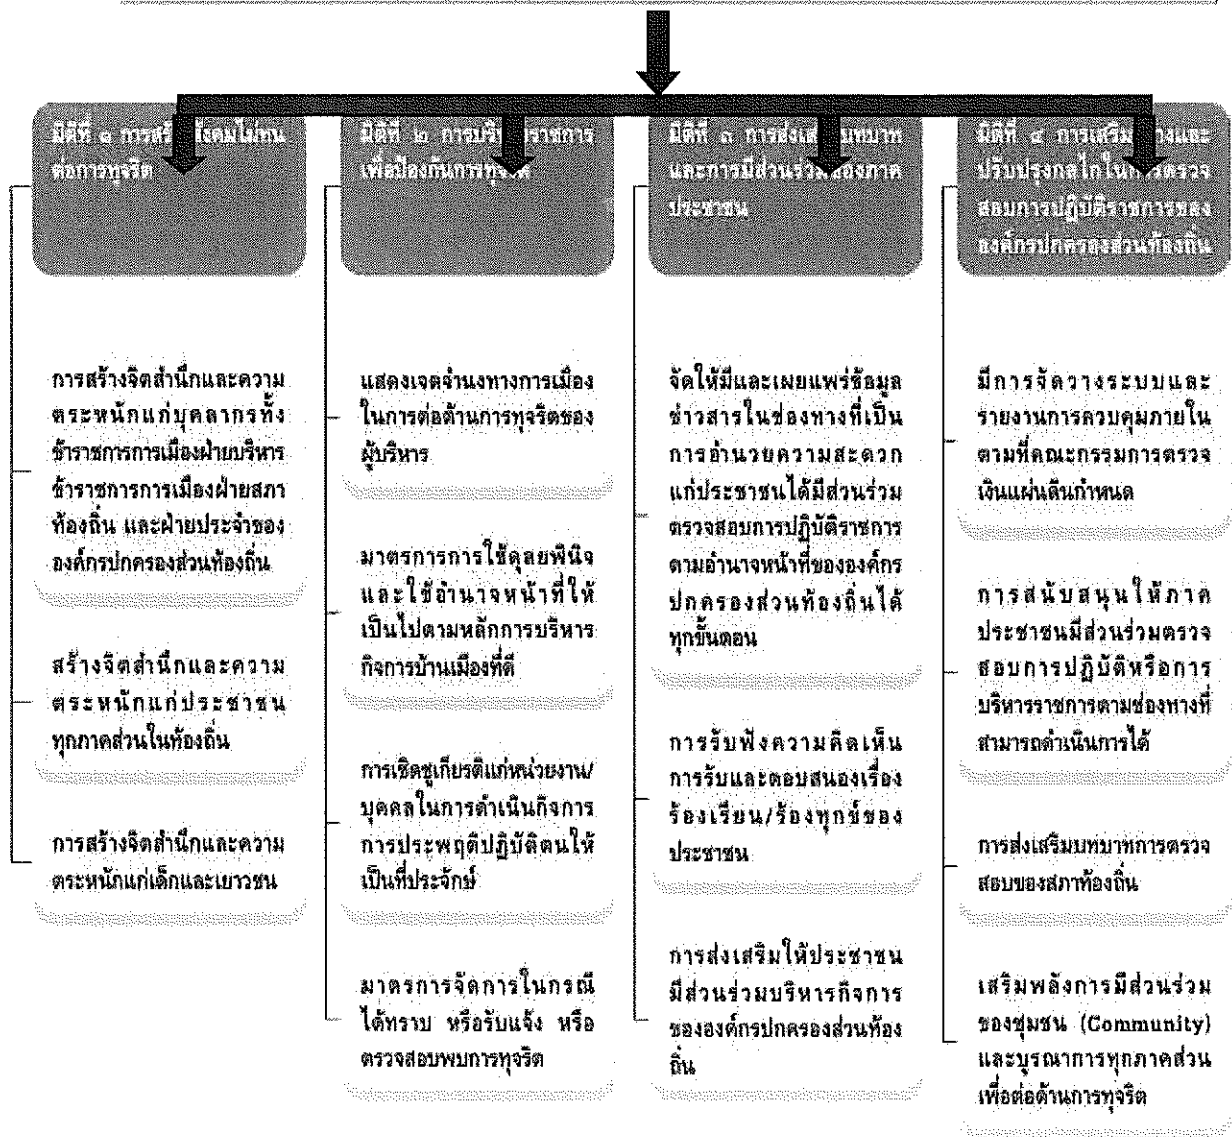 มิติที่ ๑ การสร้ สังคมไม่ทน
ต่อการทุจริต
การสร้างจิตสำนึกและความ
ตระหนักแก่บุคลากรทั้ง
ข้าราชการการเมืองฝ่ายบริหาร
ข้าราชการการเมืองฝ่ายสภา
ท้องถิ่น และฝ่ายประจำของ
องค์กรปกครองส่วนท้องถิ่น
สร้างจิตสำนึกและความ
ตระหนักแก่ประชาชน
ทุกภาคส่วนในท้องถิ่น
การสร้างจิตสำนึกและความ
ตระหนักแก่เด็กและเยาวชน
มิติที่ ๒ การบริ ราชการ
เพื่อป้องกันการทุจริต
แสดงเจตจำนงทางการเมือง
ในการต่อต้านการทุจริตของ
ผู้บริหาร
มาตรการการใช้ดุลยพินิจ
และใช้อำนาจหน้าที่ให้
เป็นไปตามหลักการบริหาร
กิจการบ้านเมืองที่ดี
การเชิดชูเกียรติแก่หน่วยงาน/
บุคคลในการดำเนินกิจการ
การประพฤติปฏิบัติตนให้
เป็นที่ประจักษ์
มาตรการจัดการในกรณี
ได้ทราบ หรือรับแจ้ง หรือ
ตรวจสอบพบการทุจริต
มิติที่ ๓ การส่งเส บทบาท
และการมีส่วนร่วมของภาค
ประชาชน
จัดให้มีและเผยแพร่ข้อมูล
ข่าวสารในช่องทางที่เป็น
การอำนวยความสะดวก
แก่ประชาชนได้มีส่วนร่วม
ตรวจสอบการปฏิบัติราชการ
ตามอำนาจหน้าที่ขององค์กร
ปกครองส่วนท้องถิ่นได้
ทุกขั้นตอน
การรับฟังความคิดเห็น
การรับและตอบสนองเรื่อง
ร้องเรียน/ร้องทุกข์ของ
ประชาชน
การส่งเสริมให้ประชาชน
มีส่วนร่วมบริหารกิจการ
ขององค์กรปกครองส่วนท้อง
ถิ่น
มิติที่ ๔ การเสริม างและ
ปรับปรุงกลไกในการตรวจ
สอบการปฏิบัติราชการของ
องค์กรปกครองส่วนท้องถิ่น
มีการจัดวางระบบและ
รายงานการควบคุมภายใน
ตามที่คณะกรรมการตรวจ
เงินแผ่นดินกำหนด
การสนับสนุนให้ภาค
ประชาชนมีส่วนร่วมตรวจ
สอบการปฏิบัติหรือการ
บริหารราชการตามช่องทางที่
สามารถดำเนินการได้
การส่งเสริมบทบาทการตรวจ
สอบของสภาท้องถิ่น
เสริมพลังการมีส่วนร่วม
ของชุมชน (Community)
และบูรณาการทุกภาคส่วน
เพื่อต่อต้านการทุจริต